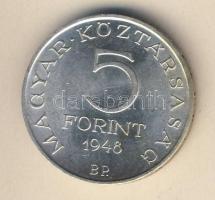 MAGYAR·KÖZTÁRSASÁG
5
FORINT
1948
BP.
darabanth